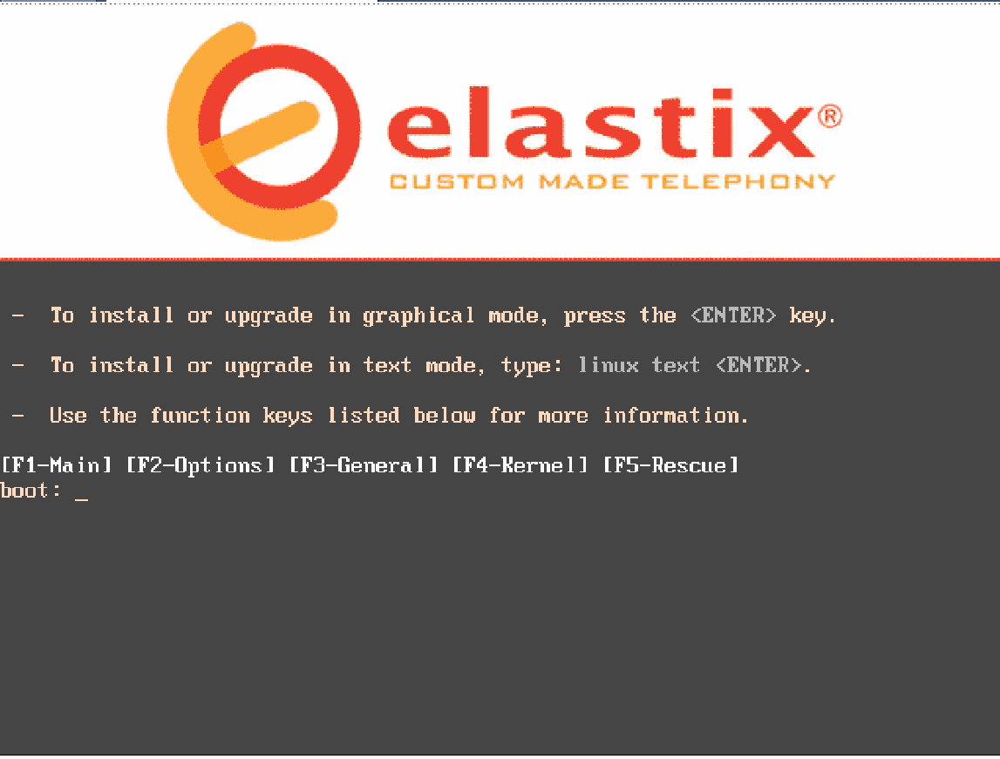 elastix®
CUSTOM MADE TELEPHONY
- To install or upgrade in graphical mode, press the <ENTER> key.
- To install or upgrade in text mode, type: linux text <ENTER>.
- Use the function keys listed below for more information.
[F1-Main] [F2-Options] [F3-General] [F4-Kernel] [F5-Rescue]
boot: _